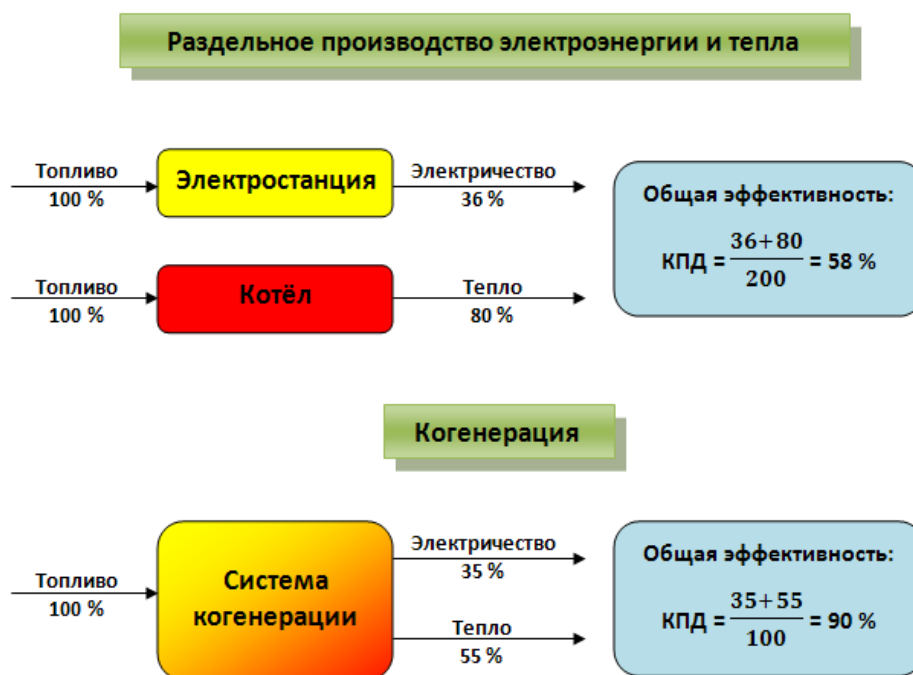 Раздельное производство электроэнергии и тепла
Топливо
100 %
Электростанция
Электричество
36 %
Топливо
100 %
Котёл
Тепло
80 %
Общая эффективность:
КПД = 36+80 / 200 = 58 %
Когенерация
Топливо
100 %
Система
когенерации
Электричество
35 %
Тепло
55 %
Общая эффективность:
КПД = 35+55 / 100 = 90 %